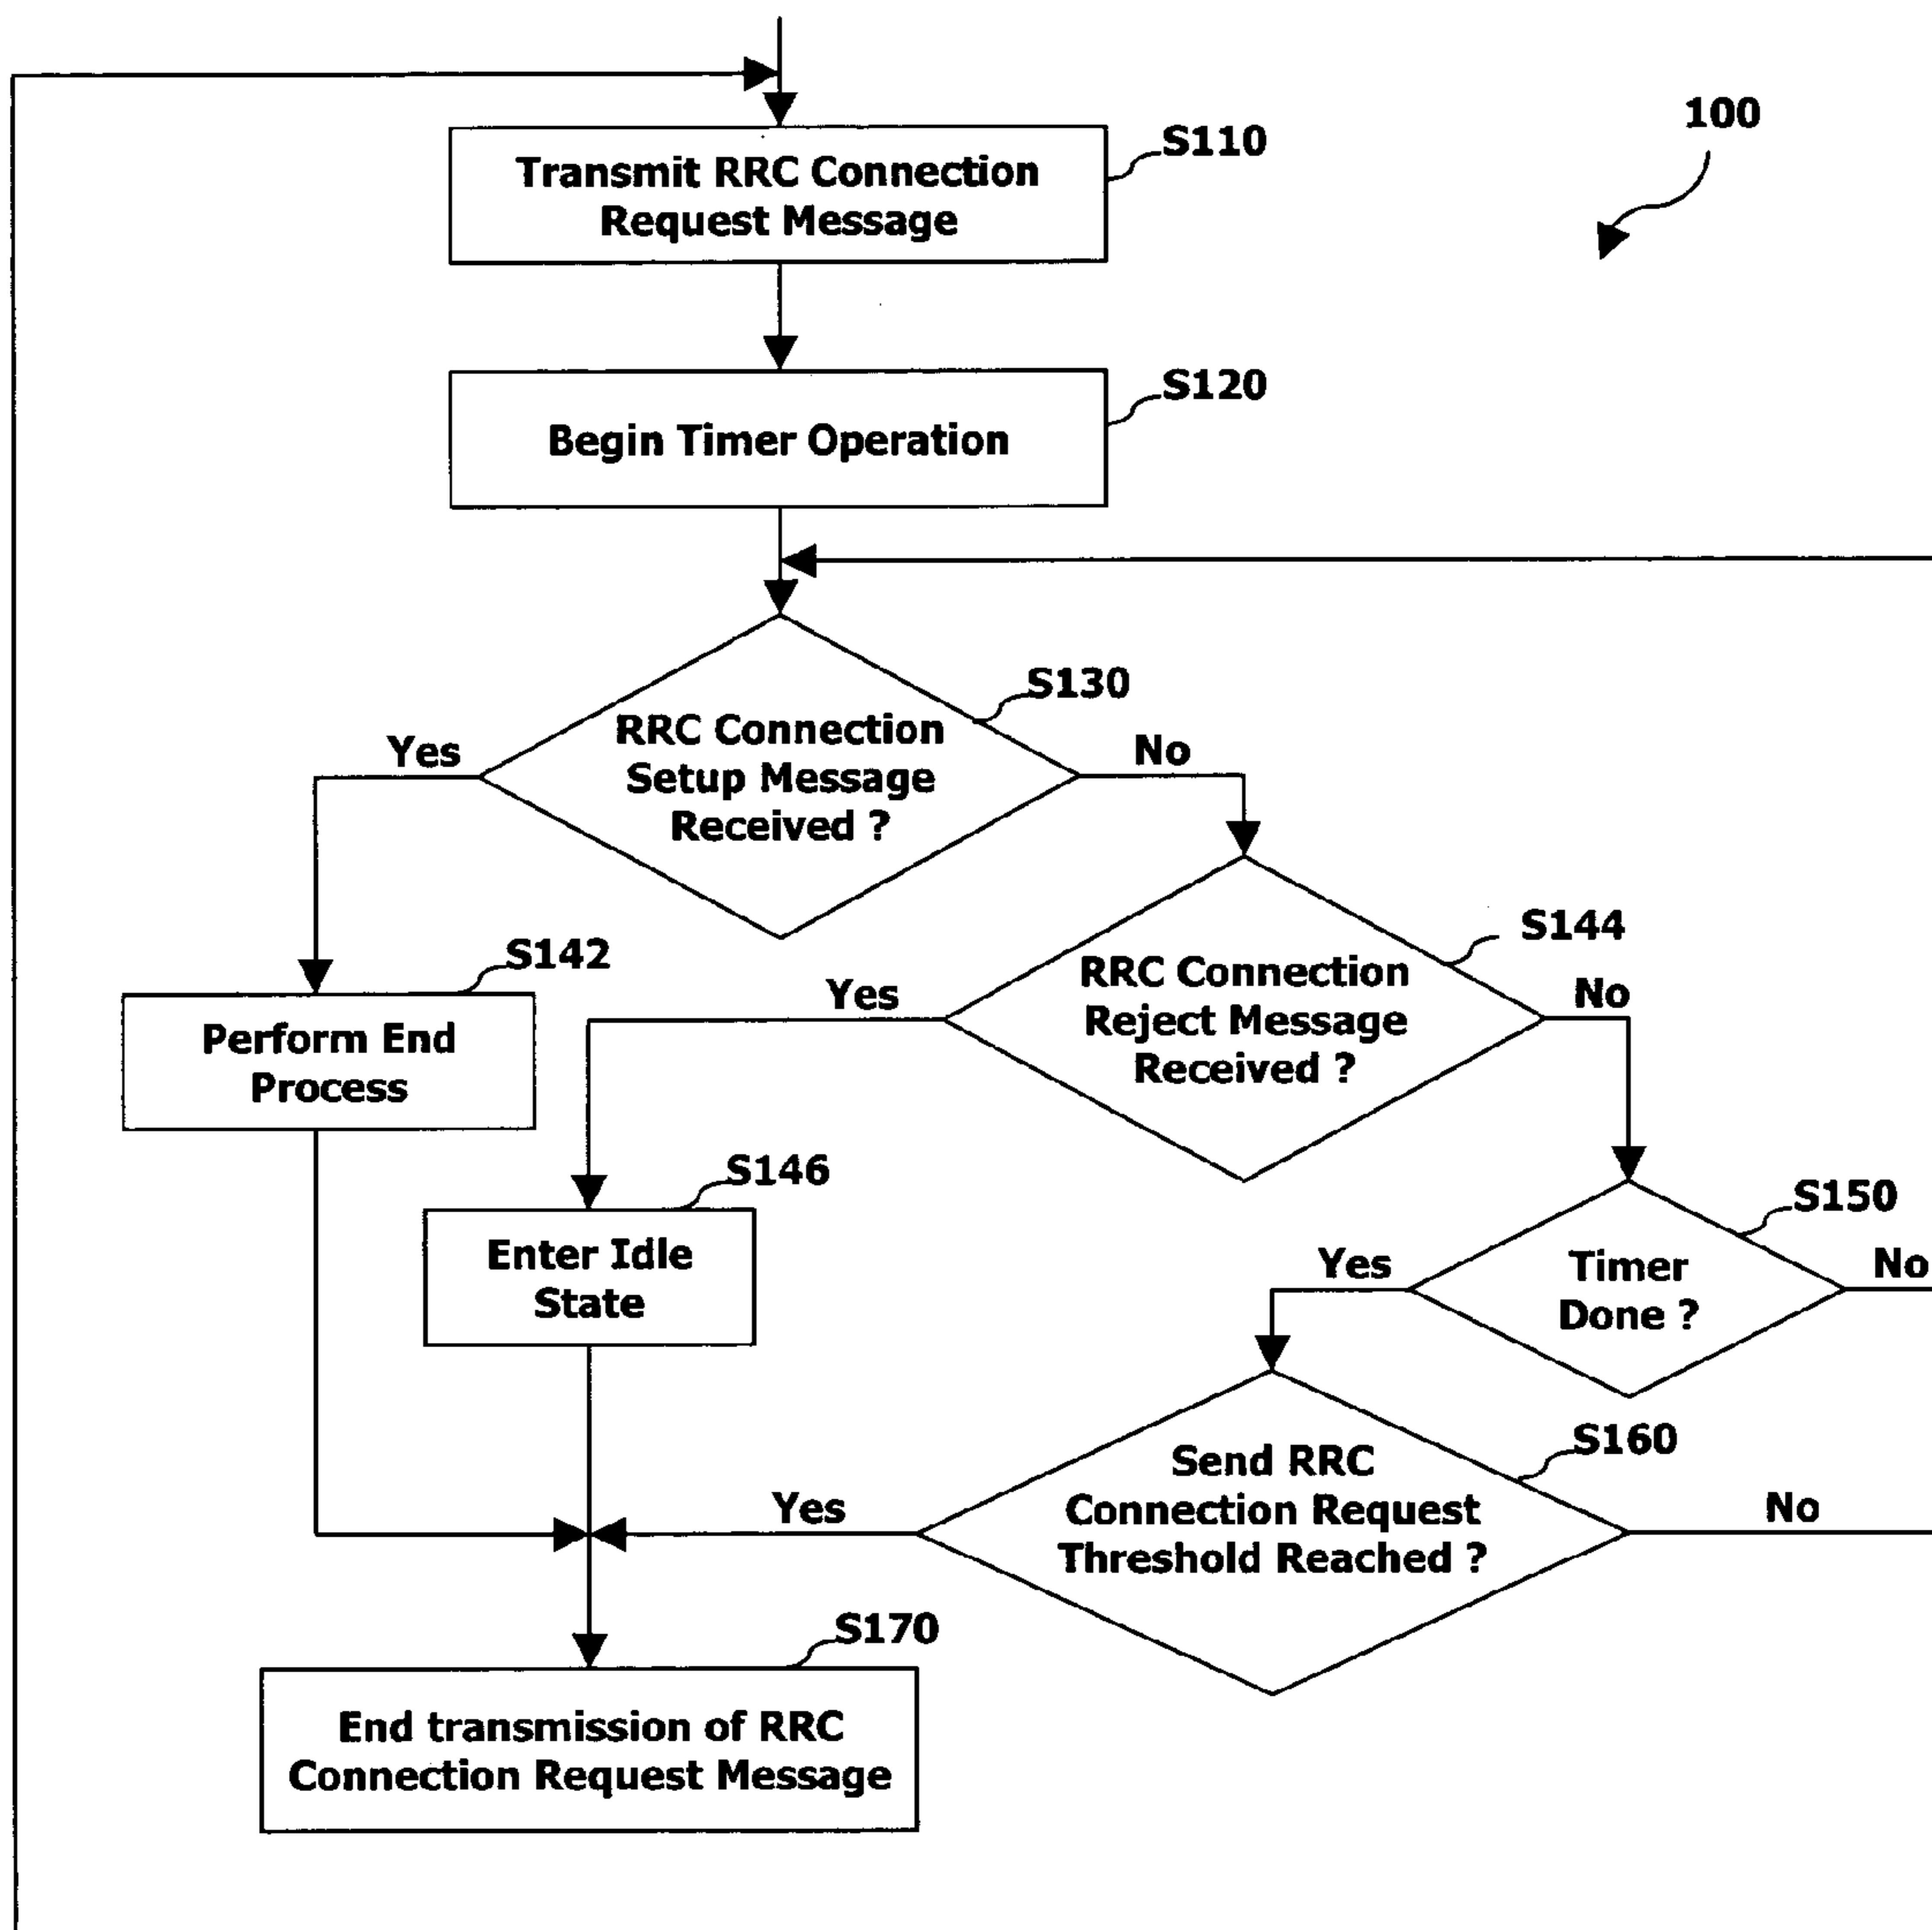 100
S110
Transmit RRC Connection
Request Message
S120
Begin Timer Operation
S130
RRC Connection
Setup Message
Received ?
Yes
No
S142
Perform End
Process
S144
RRC Connection
Reject Message
Received ?
Yes
No
S146
Enter Idle
State
S150
Timer
Done ?
Yes
No
S160
Send RRC
Connection Request
Threshold Reached ?
Yes
No
S170
End transmission of RRC
Connection Request Message